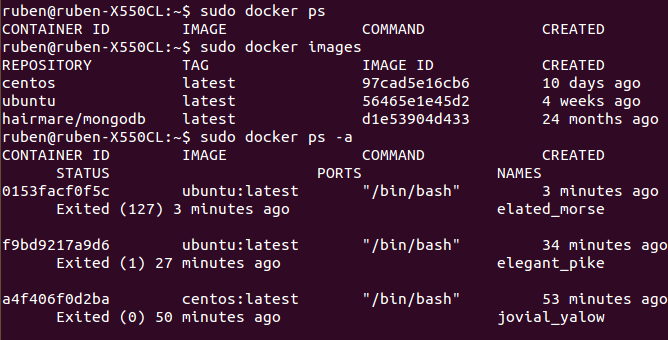 ruben@ruben-X550CL:~$ sudo docker ps
CONTAINER ID        IMAGE               COMMAND             CREATED
ruben@ruben-X550CL:~$ sudo docker images
REPOSITORY          TAG                 IMAGE ID            CREATED
centos              latest              97cad5e16cb6        10 days ago
ubuntu              latest              56465e1e45d2        4 weeks ago
hairmare/mongodb    latest              d1e53904d433        24 months ago
ruben@ruben-X550CL:~$ sudo docker ps -a
CONTAINER ID        IMAGE               COMMAND             CREATED
      STATUS                       PORTS               NAMES
0153facf0f5c        ubuntu:latest       "/bin/bash"         3 minutes ago
      Exited (127) 3 minutes ago                       elated_morse
f9bd9217a9d6        ubuntu:latest       "/bin/bash"         34 minutes ago
      Exited (1) 27 minutes ago                        elegant_pike
a4f406f0d2ba        centos:latest       "/bin/bash"         53 minutes ago
      Exited (0) 50 minutes ago                        jovial_yalow